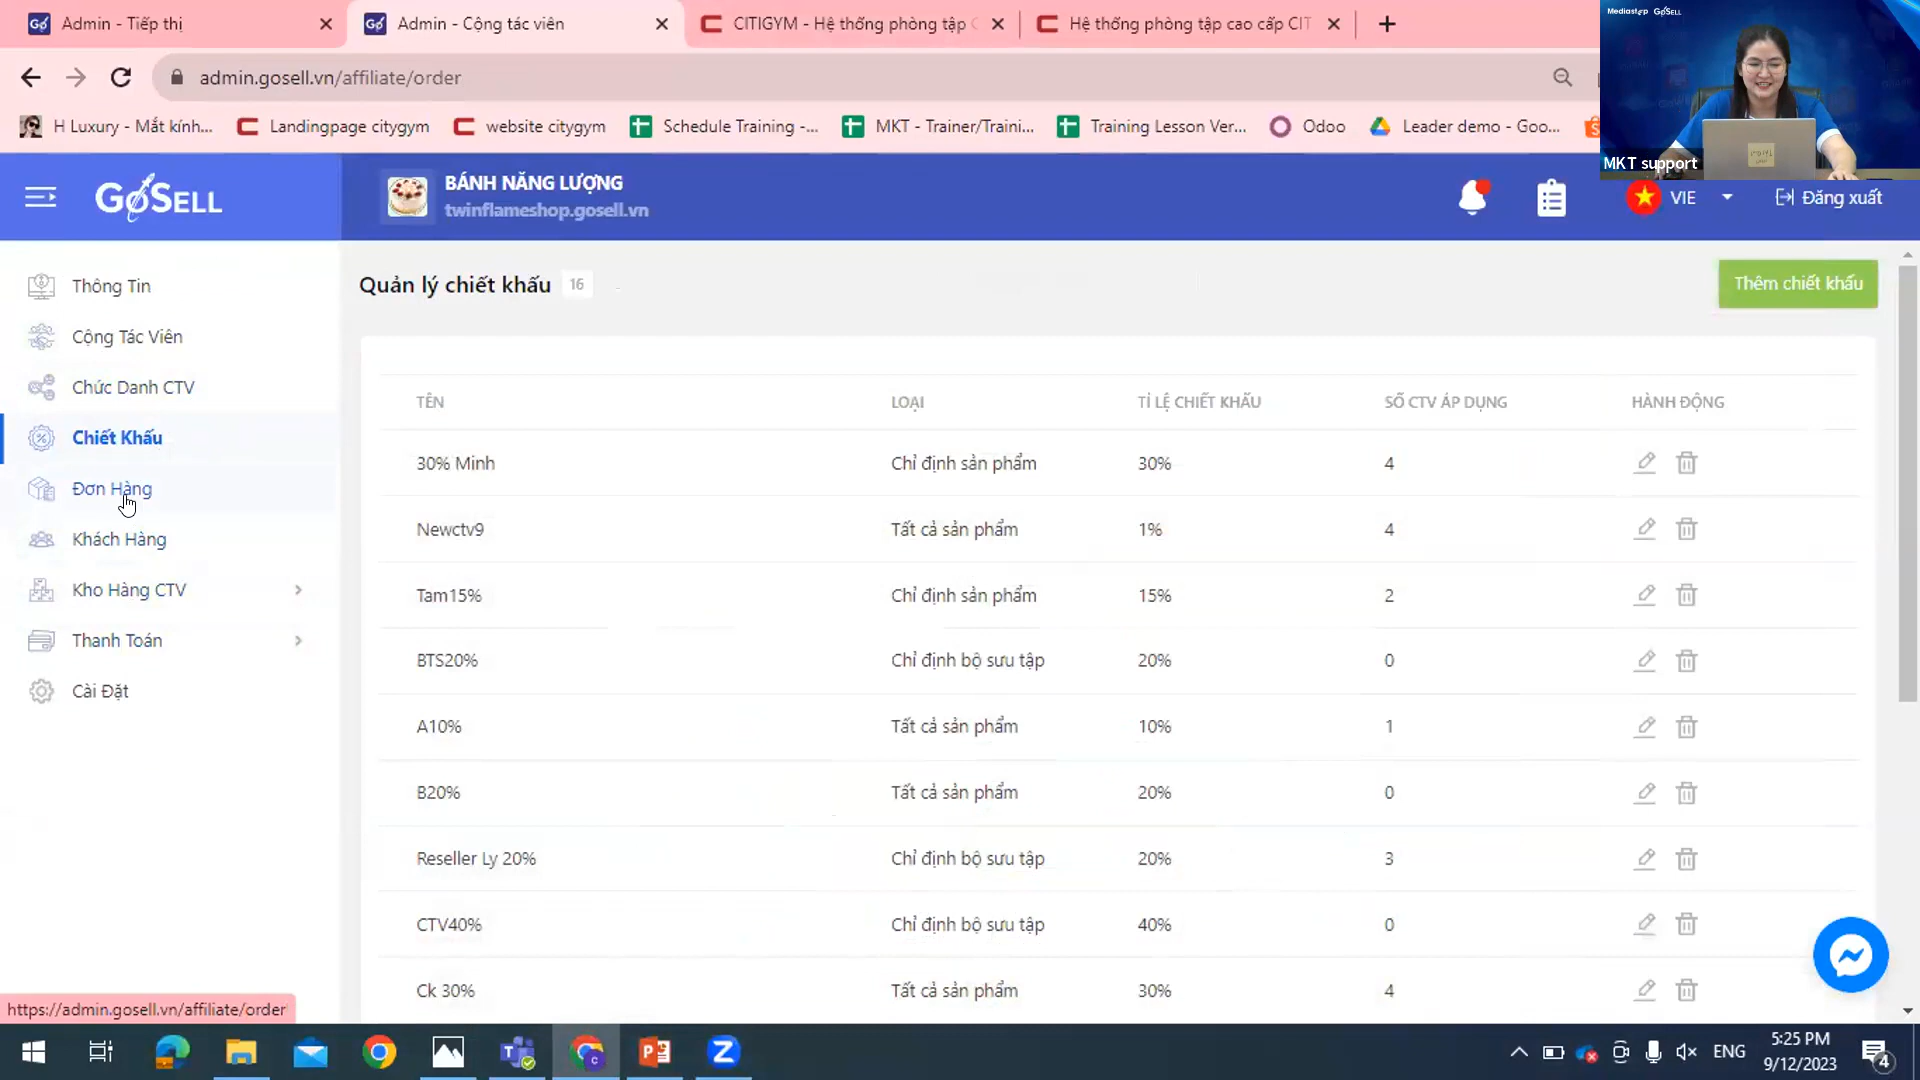 Admin - Tiếp thị
Admin - Cộng tác viên
CITIGYM - Hệ thống phòng tập C
Hệ thống phòng tập cao cấp CIT
admin.gosell.vn/affiliate/order
H Luxury - Mắt kính...
Landingpage citygym
website citygym
Schedule Training -...
MKT - Trainer/Traini...
Training Lesson Ver...
Odoo
Leader demo - Goo...
Mediastep GoSELL
MKT support
GoSELL
BÁNH NĂNG LƯỢNG
twinflameshop.gosell.vn
VIE
Đăng xuất
Thông Tin
Cộng Tác Viên
Chức Danh CTV
Chiết Khấu
Đơn Hàng
Khách Hàng
Kho Hàng CTV
Thanh Toán
Cài Đặt
Quản lý chiết khấu 16
Thêm chiết khấu
TÊN LOẠI TỈ LỆ CHIẾT KHẤU SỐ CTV ÁP DỤNG HÀNH ĐỘNG
30% Minh Chỉ định sản phẩm 30% 4
Newctv9 Tất cả sản phẩm 1% 4
Tam15% Chỉ định sản phẩm 15% 2
BTS20% Chỉ định bộ sưu tập 20% 0
A10% Tất cả sản phẩm 10% 1
B20% Tất cả sản phẩm 20% 0
Reseller Ly 20% Chỉ định bộ sưu tập 20% 3
CTV40% Chỉ định bộ sưu tập 40% 0
Ck 30% Tất cả sản phẩm 30% 4
https://admin.gosell.vn/affiliate/order
ENG
5:25 PM
9/12/2023
4